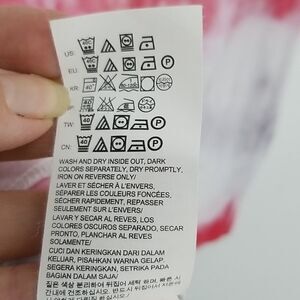 US:
EU:
KR:
TW:
CN:
WASH AND DRY INSIDE OUT, DARK
COLORS SEPARATELY, DRY PROMPTLY.
IRON ON REVERSE ONLY/
LAVER ET SÉCHER À L'ENVERS,
SÉPARER LES COULEURS FONCÉES,
SÉCHER RAPIDEMENT, REPASSER
SEULEMENT SUR L'ENVERS/
LAVAR Y SECAR AL REVES, LOS
COLORES OSCUROS POR SEPARADO, SECAR
PRONTO, PLANCHAR AL REVES
SOLAMENTE/
CUCI DAN KERINGKAN DARI DALAM
KELUAR, PISAHKAN WARNA GELAP.
SEGERA KERINGKAN, SETRIKA PADA
BAGIAN DALAM SAJA/